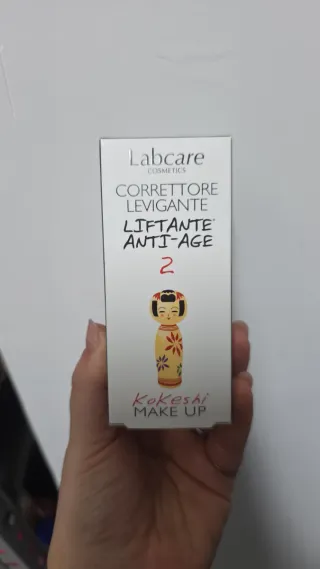 Labcare
COSMETICS
CORRETTORE
LEVIGANTE
LIFTANTE*
ANTI-AGE
2
Kokeshi
MAKE UP